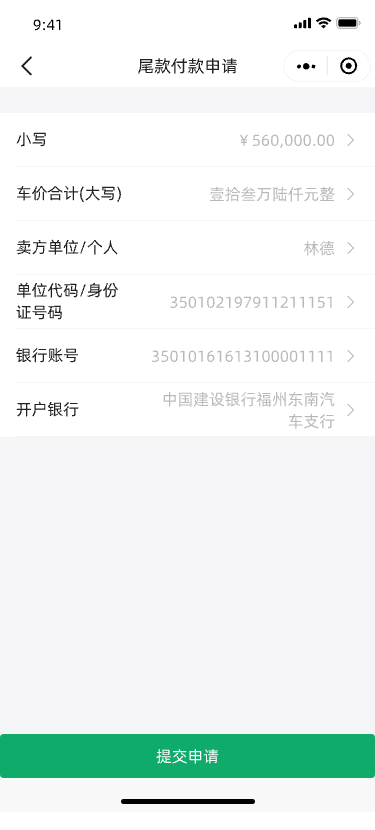 9:41
尾款付款申请
小写
¥560,000.00
车价合计(大写)
壹拾叁万陆仟元整
卖方单位/个人
林德
单位代码/身份
证号码
350102197911211151
银行账号
35010161613100001111
开户银行
中国建设银行福州东南汽
车支行
提交申请